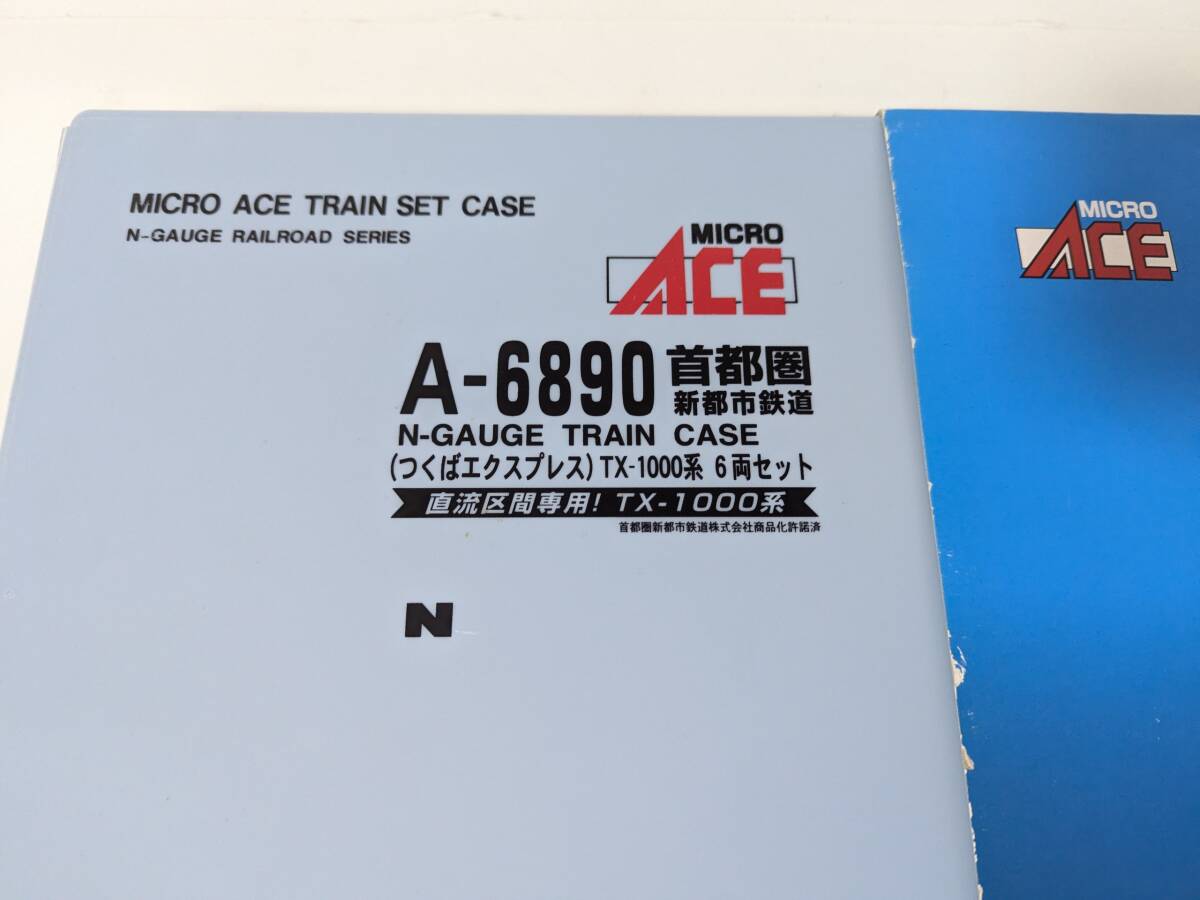 MICRO ACE TRAIN SET CASE
N-GAUGE RAILROAD SERIES
MICRO
ACE
A-6890 首都圏
新都市鉄道
N-GAUGE TRAIN CASE
(つくばエクスプレス) TX-1000系 6両セット
直流区間専用! TX-1000系
首都圏新都市鉄道株式会社商品化許諾済
N
MICRO
ACE